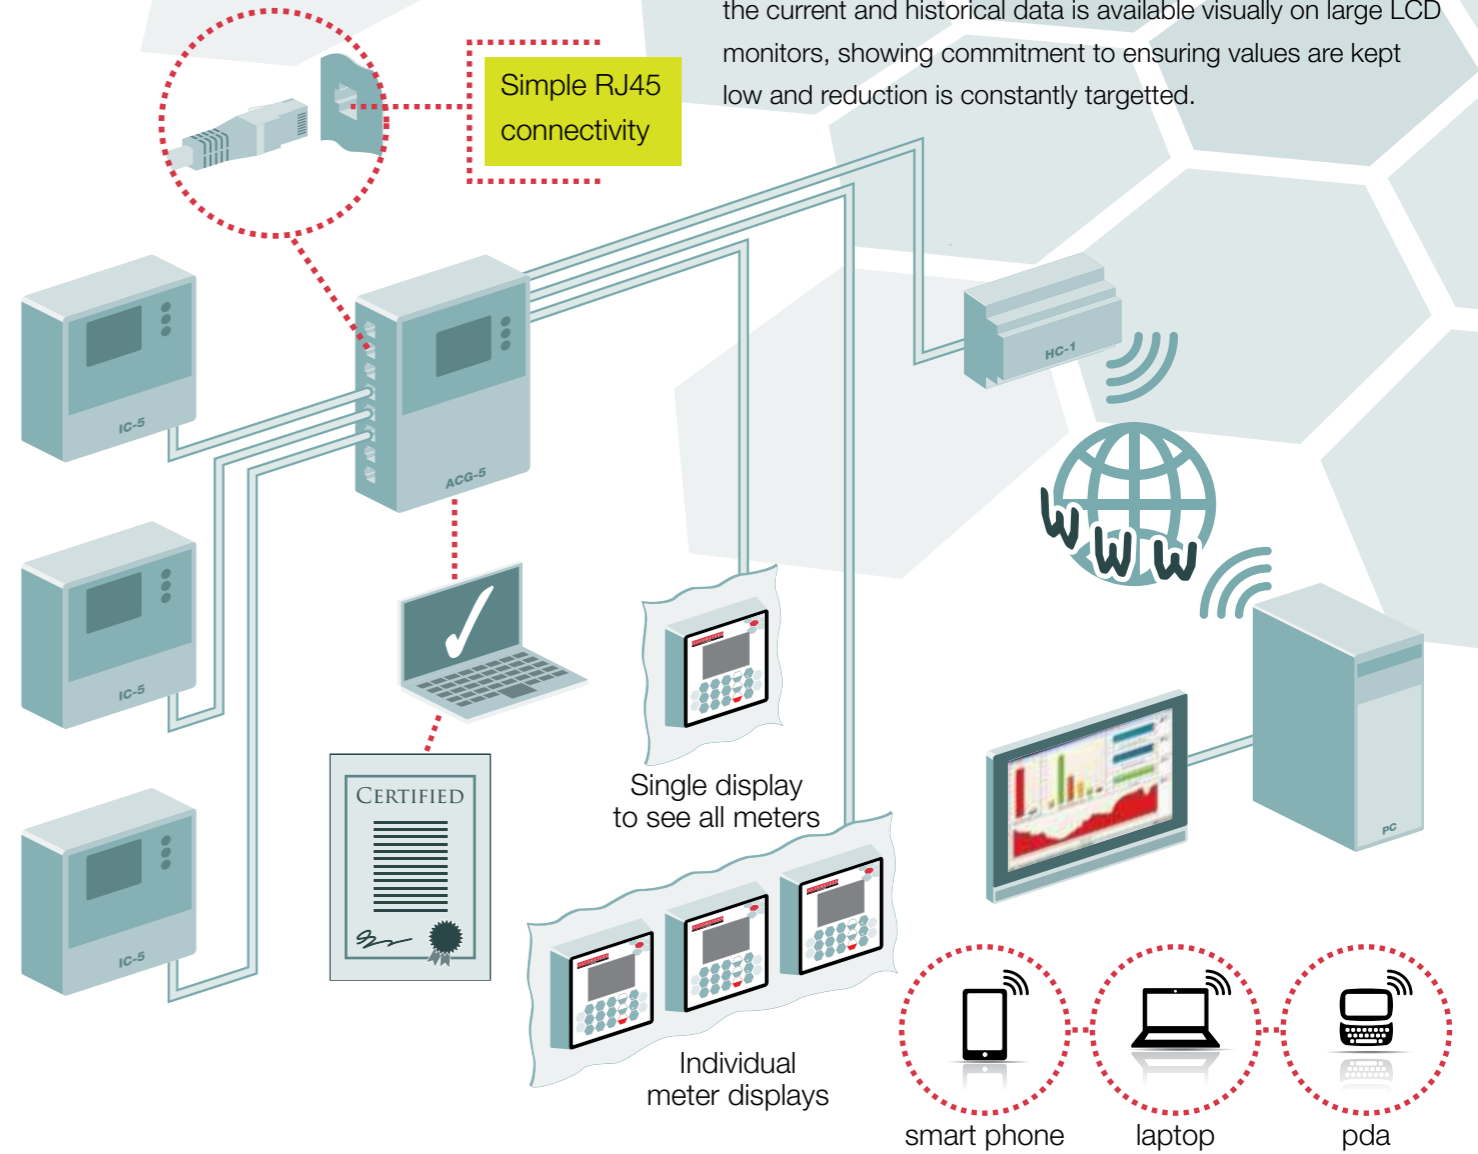 the current and historical data is available visually on large LCD
monitors, showing commitment to ensuring values are kept
low and reduction is constantly targetted.
Simple RJ45
connectivity
IC-5
ACG-5
HC-1
W W W
IC-5
CERTIFIED
Single display
to see all meters
PC
IC-5
Individual
meter displays
smart phone
laptop
pda